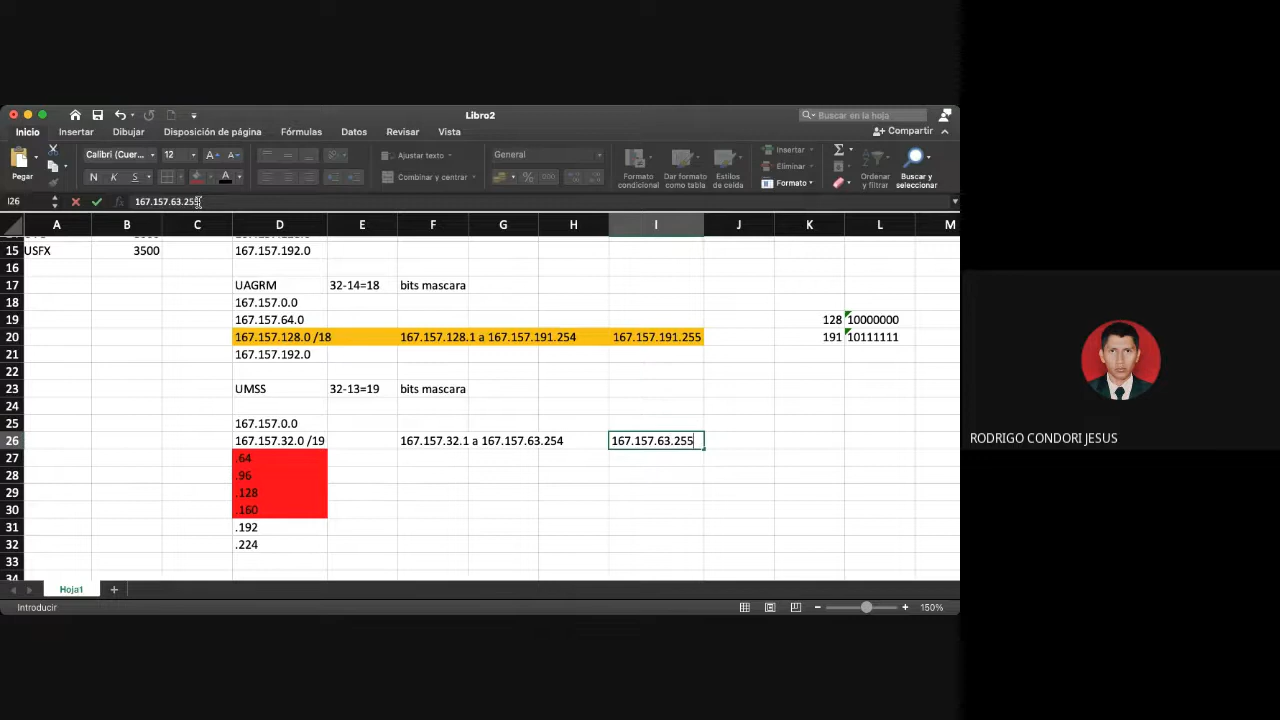 Libro2
Buscar en la hoja
Inicio Insertar Dibujar Disposición de página Fórmulas Datos Revisar Vista Compartir
Pegar Calibri (Cuer... 12 A A Ajustar texto General Formato condicional Dar formato como tabla Estilos de celda Insertar Eliminar Formato Ordenar y filtrar Buscar y seleccionar
N K S A Combinar y centrar % 000
I26 fx 167.157.63.255
A B C D E F G H I J K L M
15 USFX 3500 167.157.192.0
16
17 UAGRM 32-14=18 bits mascara
18 167.157.0.0
19 167.157.64.0 128 10000000
20 167.157.128.0 /18 167.157.128.1 a 167.157.191.254 167.157.191.255 191 10111111
21 167.157.192.0
22
23 UMSS 32-13=19 bits mascara
24
25 167.157.0.0
26 167.157.32.0 /19 167.157.32.1 a 167.157.63.254 167.157.63.255
27 .64
28 .96
29 .128
30 .160
31 .192
32 .224
33
34
Hoja1 +
Introducir 150%
RODRIGO CONDORI JESUS